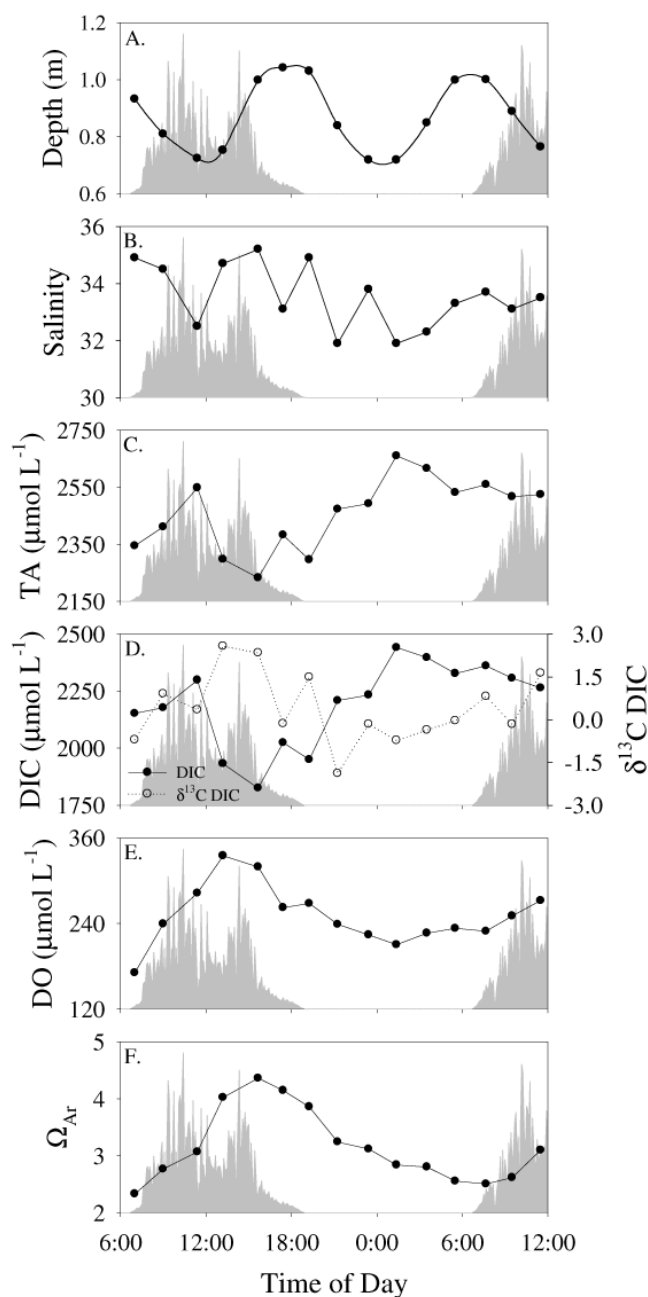 A.
Depth (m)
1.2
1.0
0.8
0.6
B.
Salinity
36
34
32
30
C.
TA (μmol L⁻¹)
2750
2550
2350
2150
D.
DIC (μmol L⁻¹)
2500
2250
2000
1750
DIC
δ¹³C DIC
3.0
1.5
0.0
-1.5
-3.0
δ¹³C DIC
E.
DO (μmol L⁻¹)
360
240
120
F.
Ω_Ar
5
4
3
2
6:00 12:00 18:00 0:00 6:00 12:00
Time of Day